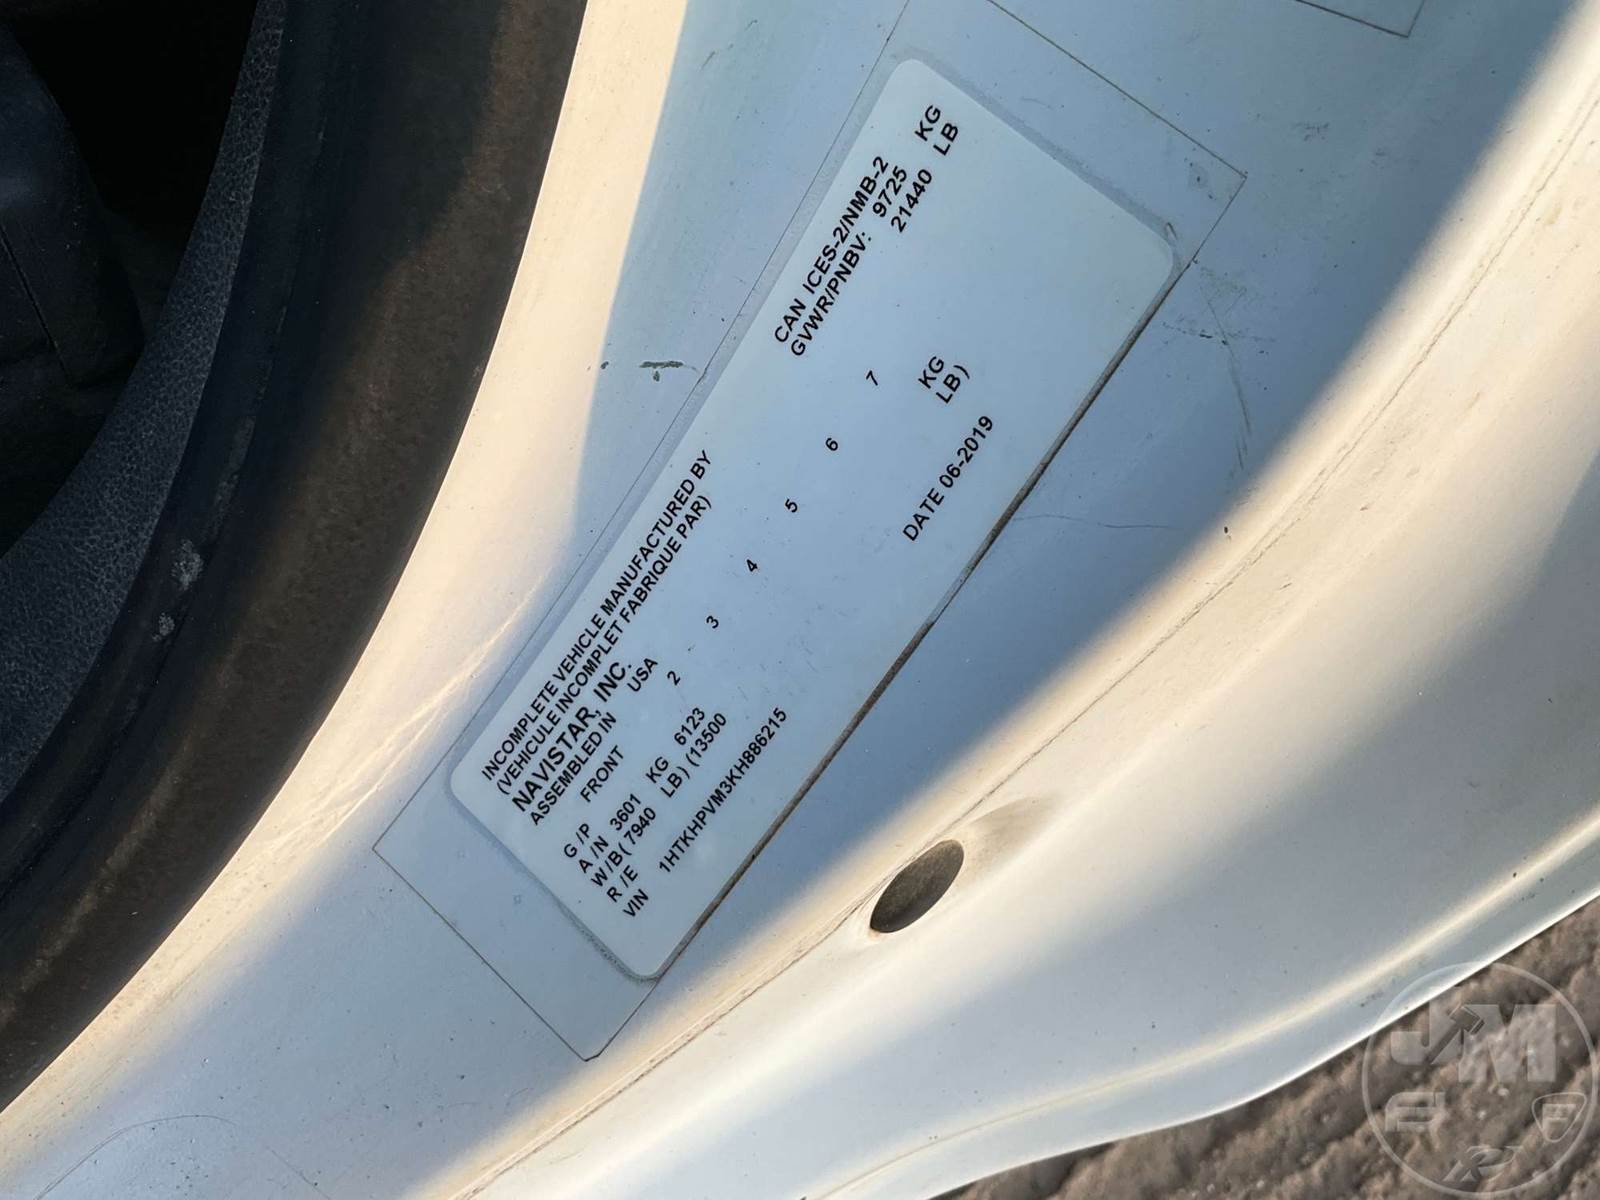 INCOMPLETE VEHICLE MANUFACTURED BY
(VEHICULE INCOMPLET FABRIQUE PAR)
NAVISTAR, INC.
ASSEMBLED IN USA
CAN ICES-2/NMB-2
GVWR/PNBV: 9725 KG
21440 LB
FRONT 2 3 4 5 6 7
G/P
A/N 3601 KG 6123 KG
W/B(7940 LB)(13500 LB)
R/E
VIN 1HTKHPVM3KH886215 DATE 06-2019
JM